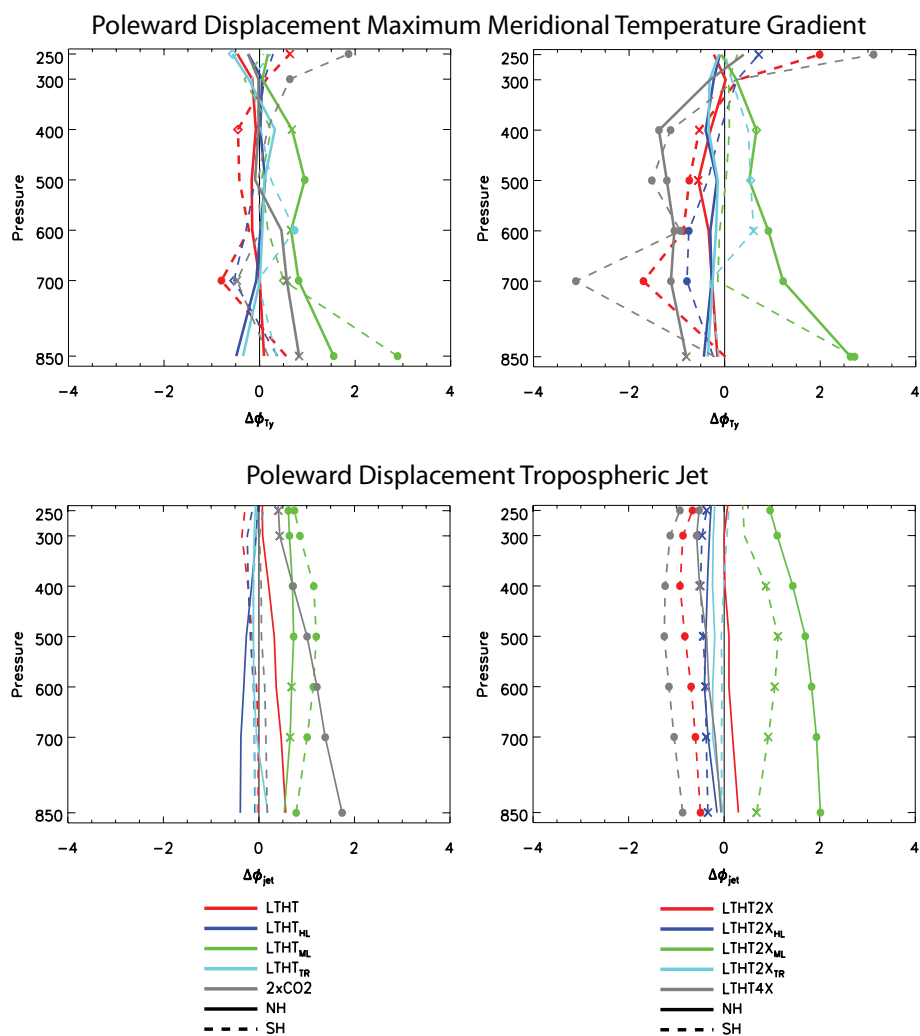 Poleward Displacement Maximum Meridional Temperature Gradient
250
300
400
500
600
700
850
Pressure
−4 −2 0 2 4
Δϕ_Ty
250
300
400
500
600
700
850
Pressure
−4 −2 0 2 4
Δϕ_Ty
Poleward Displacement Tropospheric Jet
250
300
400
500
600
700
850
Pressure
−4 −2 0 2 4
Δϕ_jet
250
300
400
500
600
700
850
Pressure
−4 −2 0 2 4
Δϕ_jet
LTHT
LTHT_HL
LTHT_ML
LTHT_TR
2xCO2
NH
SH
LTHT2X
LTHT2X_HL
LTHT2X_ML
LTHT2X_TR
LTHT4X
NH
SH